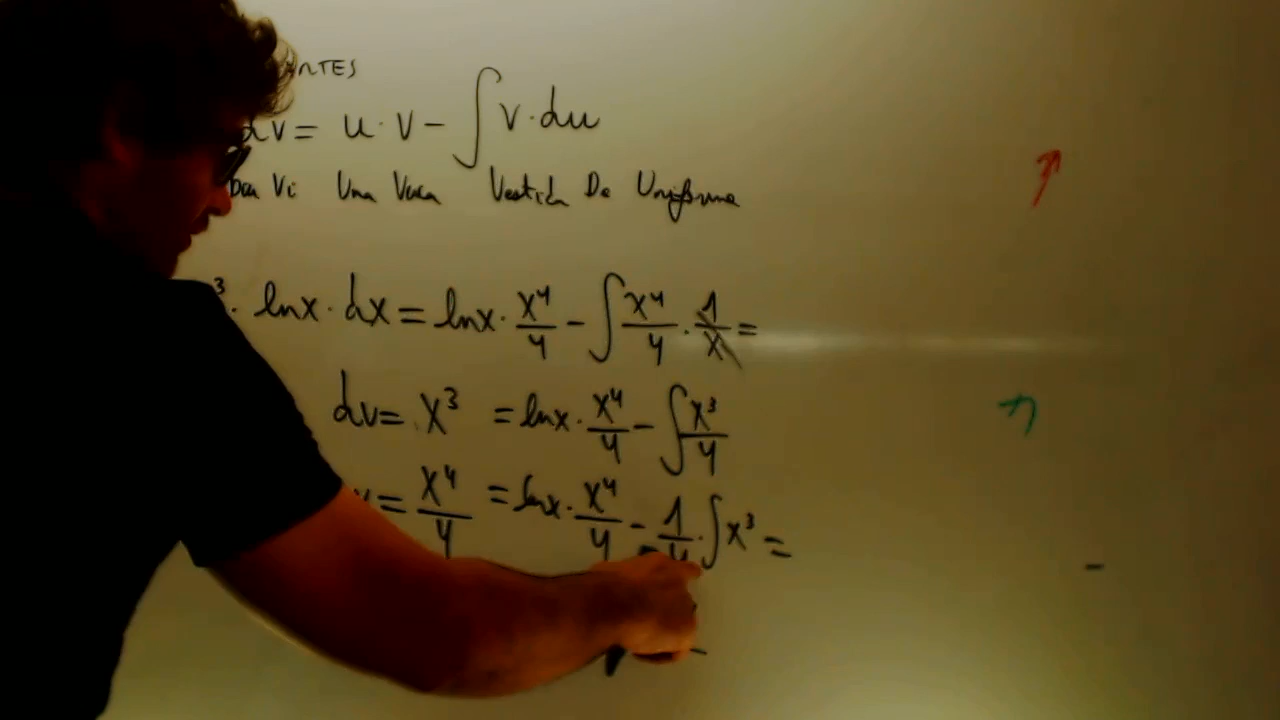 ARTES
dv = u · v - ∫ v · du
Vi Una Vaca Vestida De Uniforme
³ · lnx · dx = lnx · x⁴/4 - ∫ x⁴/4 · 1/x =
dv = x³ = lnx · x⁴/4 - ∫ x³/4
v = x⁴/4 = lnx · x⁴/4 - 1/4 · ∫ x³ =